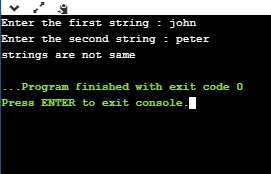 Enter the first string : john
Enter the second string : peter
strings are not same
...Program finished with exit code 0
Press ENTER to exit console.